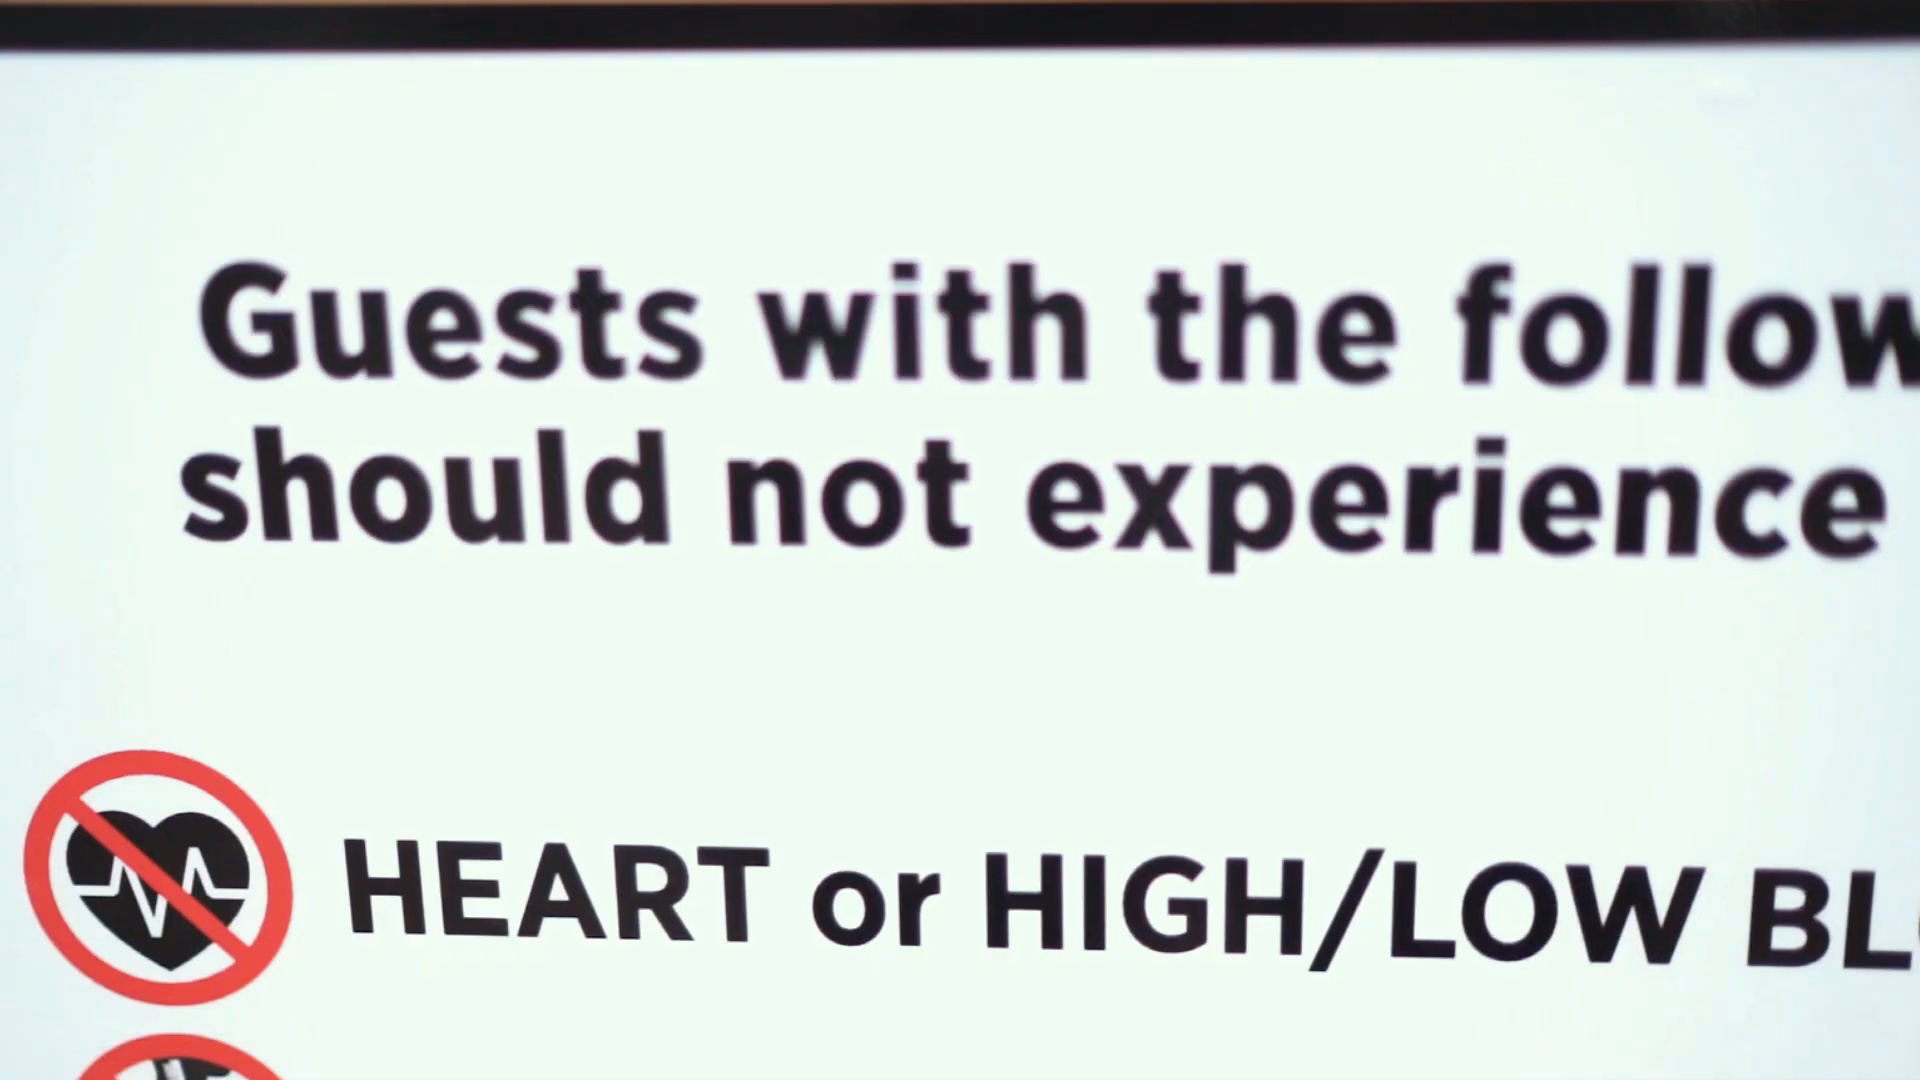 Guests with the follow
should not experience
HEART or HIGH/LOW BL